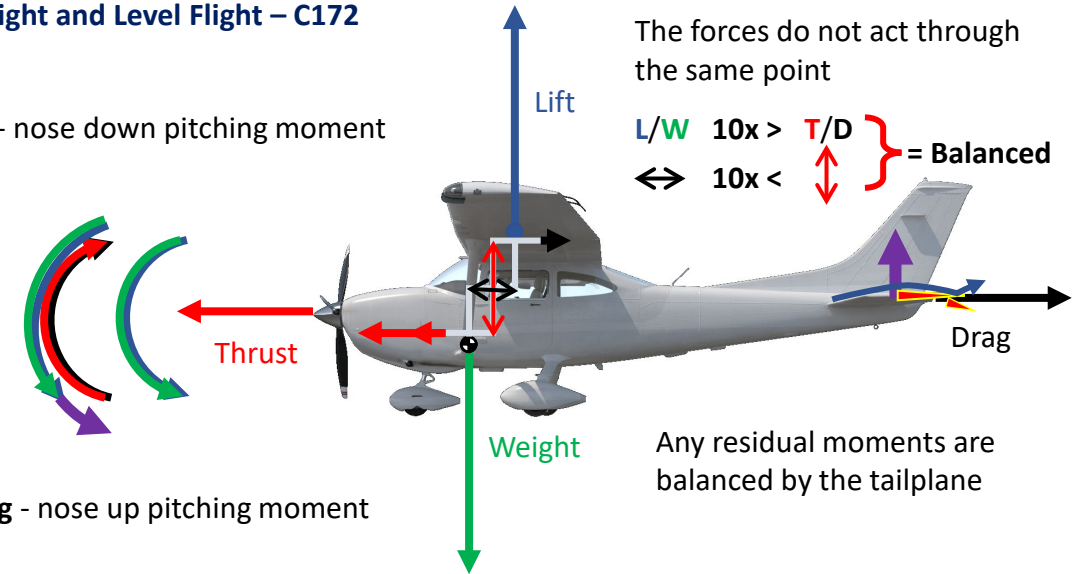 ight and Level Flight – C172
The forces do not act through
the same point
Lift
- nose down pitching moment
L/W 10x > T/D
10x <
= Balanced
Thrust
Drag
Weight
Any residual moments are
balanced by the tailplane
g - nose up pitching moment